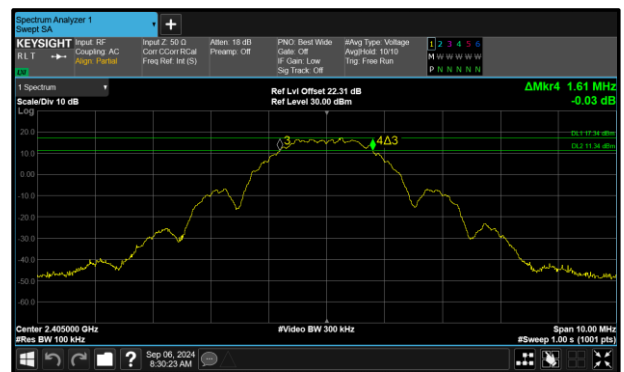 Spectrum Analyzer 1
Swept SA
+
KEYSIGHT
RLT
LW
Input: RF
Coupling: AC
Align: Partial
Input Z: 50 Ω
Corr CCorr RCal
Freq Ref: Int (S)
Atten: 18 dB
Preamp: Off
PNO: Best Wide
Gate: Off
IF Gain: Low
Sig Track: Off
#Avg Type: Voltage
Avg|Hold: 10/10
Trig: Free Run
1 2 3 4 5 6
M W W W W W
P N N N N N
1 Spectrum
Scale/Div 10 dB
Ref Lvl Offset 22.31 dB
Ref Level 30.00 dBm
ΔMkr4 1.61 MHz
-0.03 dB
Log
20.0
10.0
0.00
-10.0
-20.0
-30.0
-40.0
-50.0
-60.0
3
4Δ3
DL1 17.34 dBm
DL2 11.34 dBm
Center 2.405000 GHz
#Res BW 100 kHz
#Video BW 300 kHz
Span 10.00 MHz
#Sweep 1.00 s (1001 pts)
?
Sep 06, 2024
8:30:23 AM